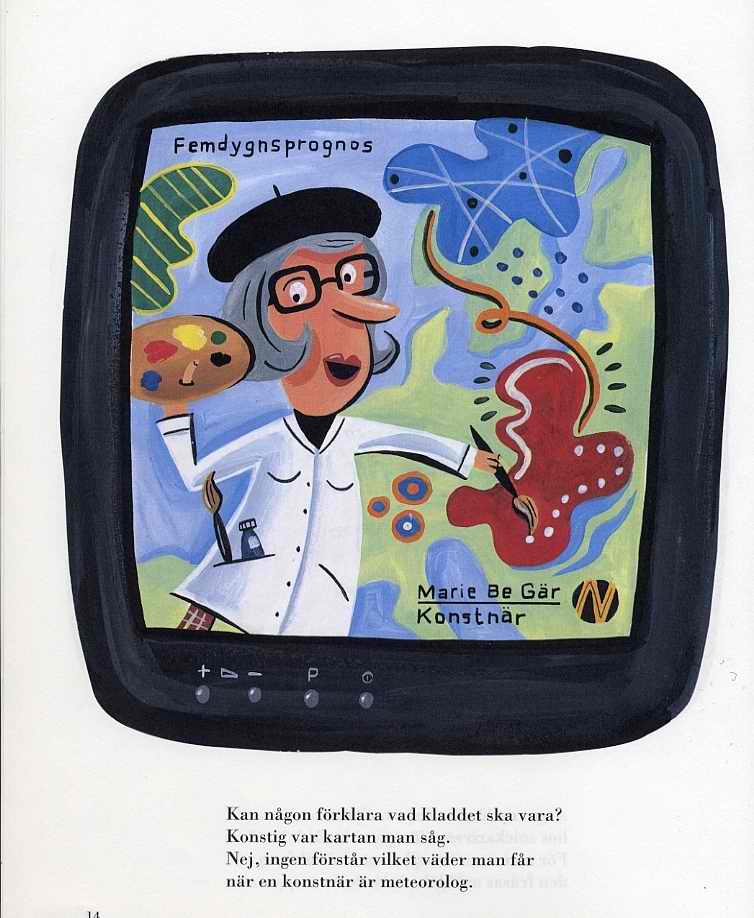 Femdygnsprognos
Marie Be Gär
Konstnär
N
+ -
P
Kan någon förklara vad kladdet ska vara?
Konstig var kartan man såg.
Nej, ingen förstår vilket väder man får
när en konstnär är meteorolog.
14